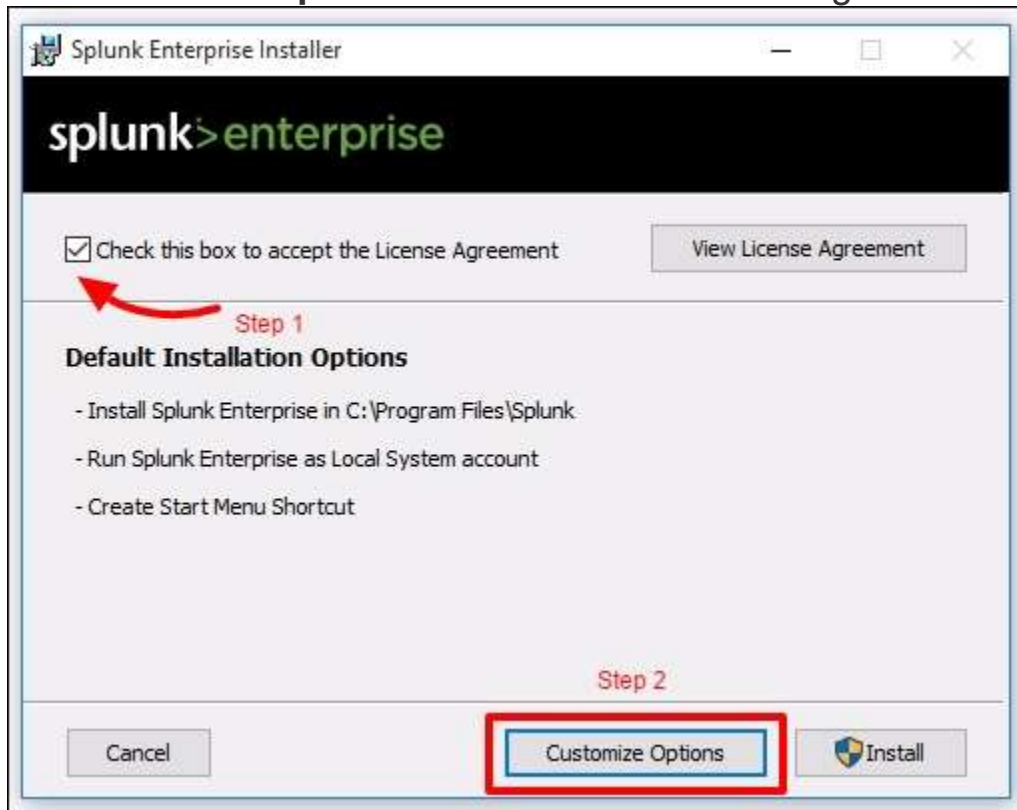 Splunk Enterprise Installer
splunk>enterprise
Check this box to accept the License Agreement
View License Agreement
Step 1
Default Installation Options
- Install Splunk Enterprise in C:\Program Files\Splunk
- Run Splunk Enterprise as Local System account
- Create Start Menu Shortcut
Step 2
Cancel
Customize Options
Install